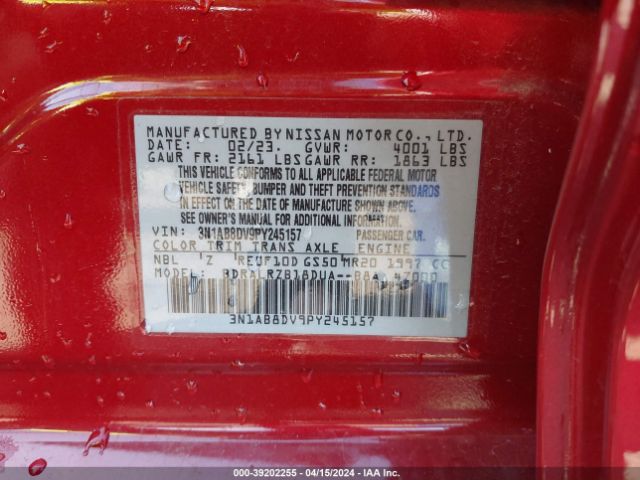 MANUFACTURED BY NISSAN MOTOR CO., LTD.
DATE: 02/23. GVWR: 4001 LBS
GAWR FR: 2161 LBS GAWR RR: 1863 LBS
THIS VEHICLE CONFORMS TO ALL APPLICABLE FEDERAL MOTOR
VEHICLE SAFETY, BUMPER AND THEFT PREVENTION STANDARDS
IN EFFECT ON THE DATE OF MANUFACTURE SHOWN ABOVE.
SEE OWNER'S MANUAL FOR ADDITIONAL INFORMATION.
VIN: 3N1AB8DV9PY245157 PASSENGER CAR.
COLOR TRIM TRANS AXLE ENGINE
NBL Z REUF10D GS50 MR20 1997 CC
MODEL: BDRALRZB18DUA--
3N1AB8DV9PY245157
000-39202255 - 04/15/2024 - IAA Inc.